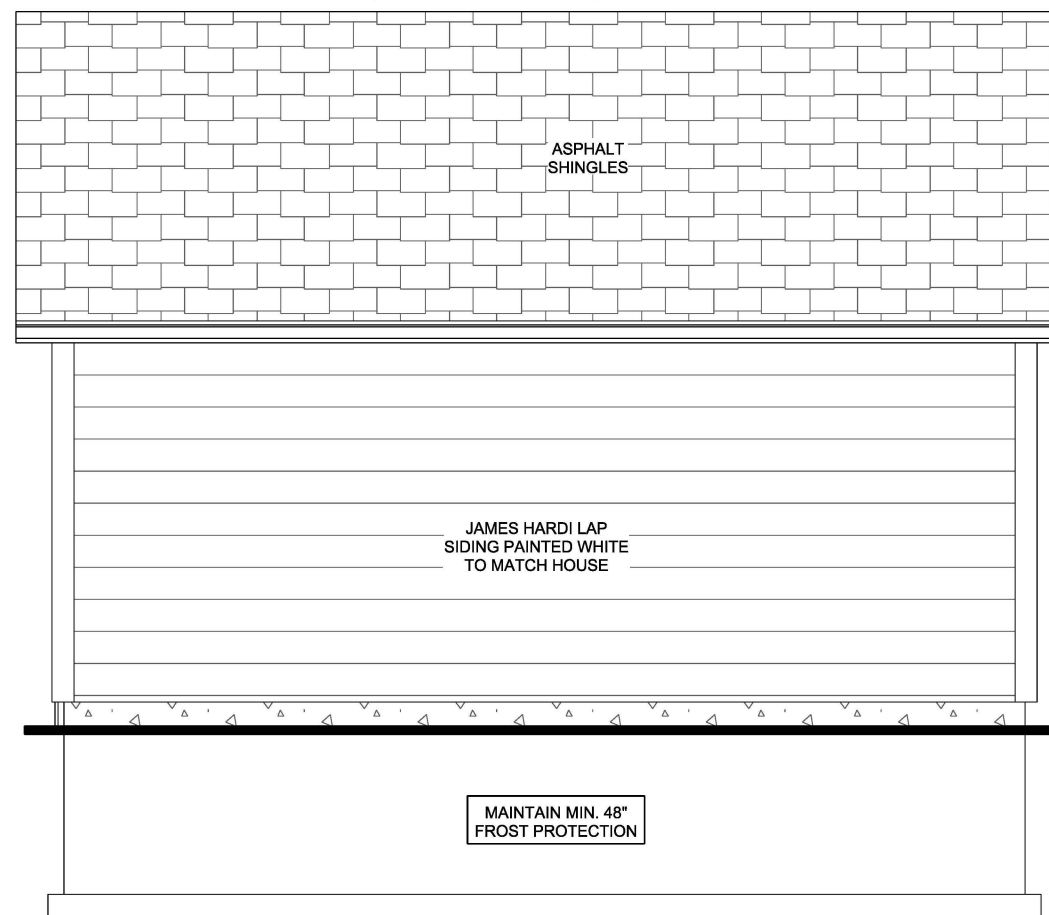 ASPHALT
SHINGLES
JAMES HARDI LAP
SIDING PAINTED WHITE
TO MATCH HOUSE
MAINTAIN MIN. 48"
FROST PROTECTION